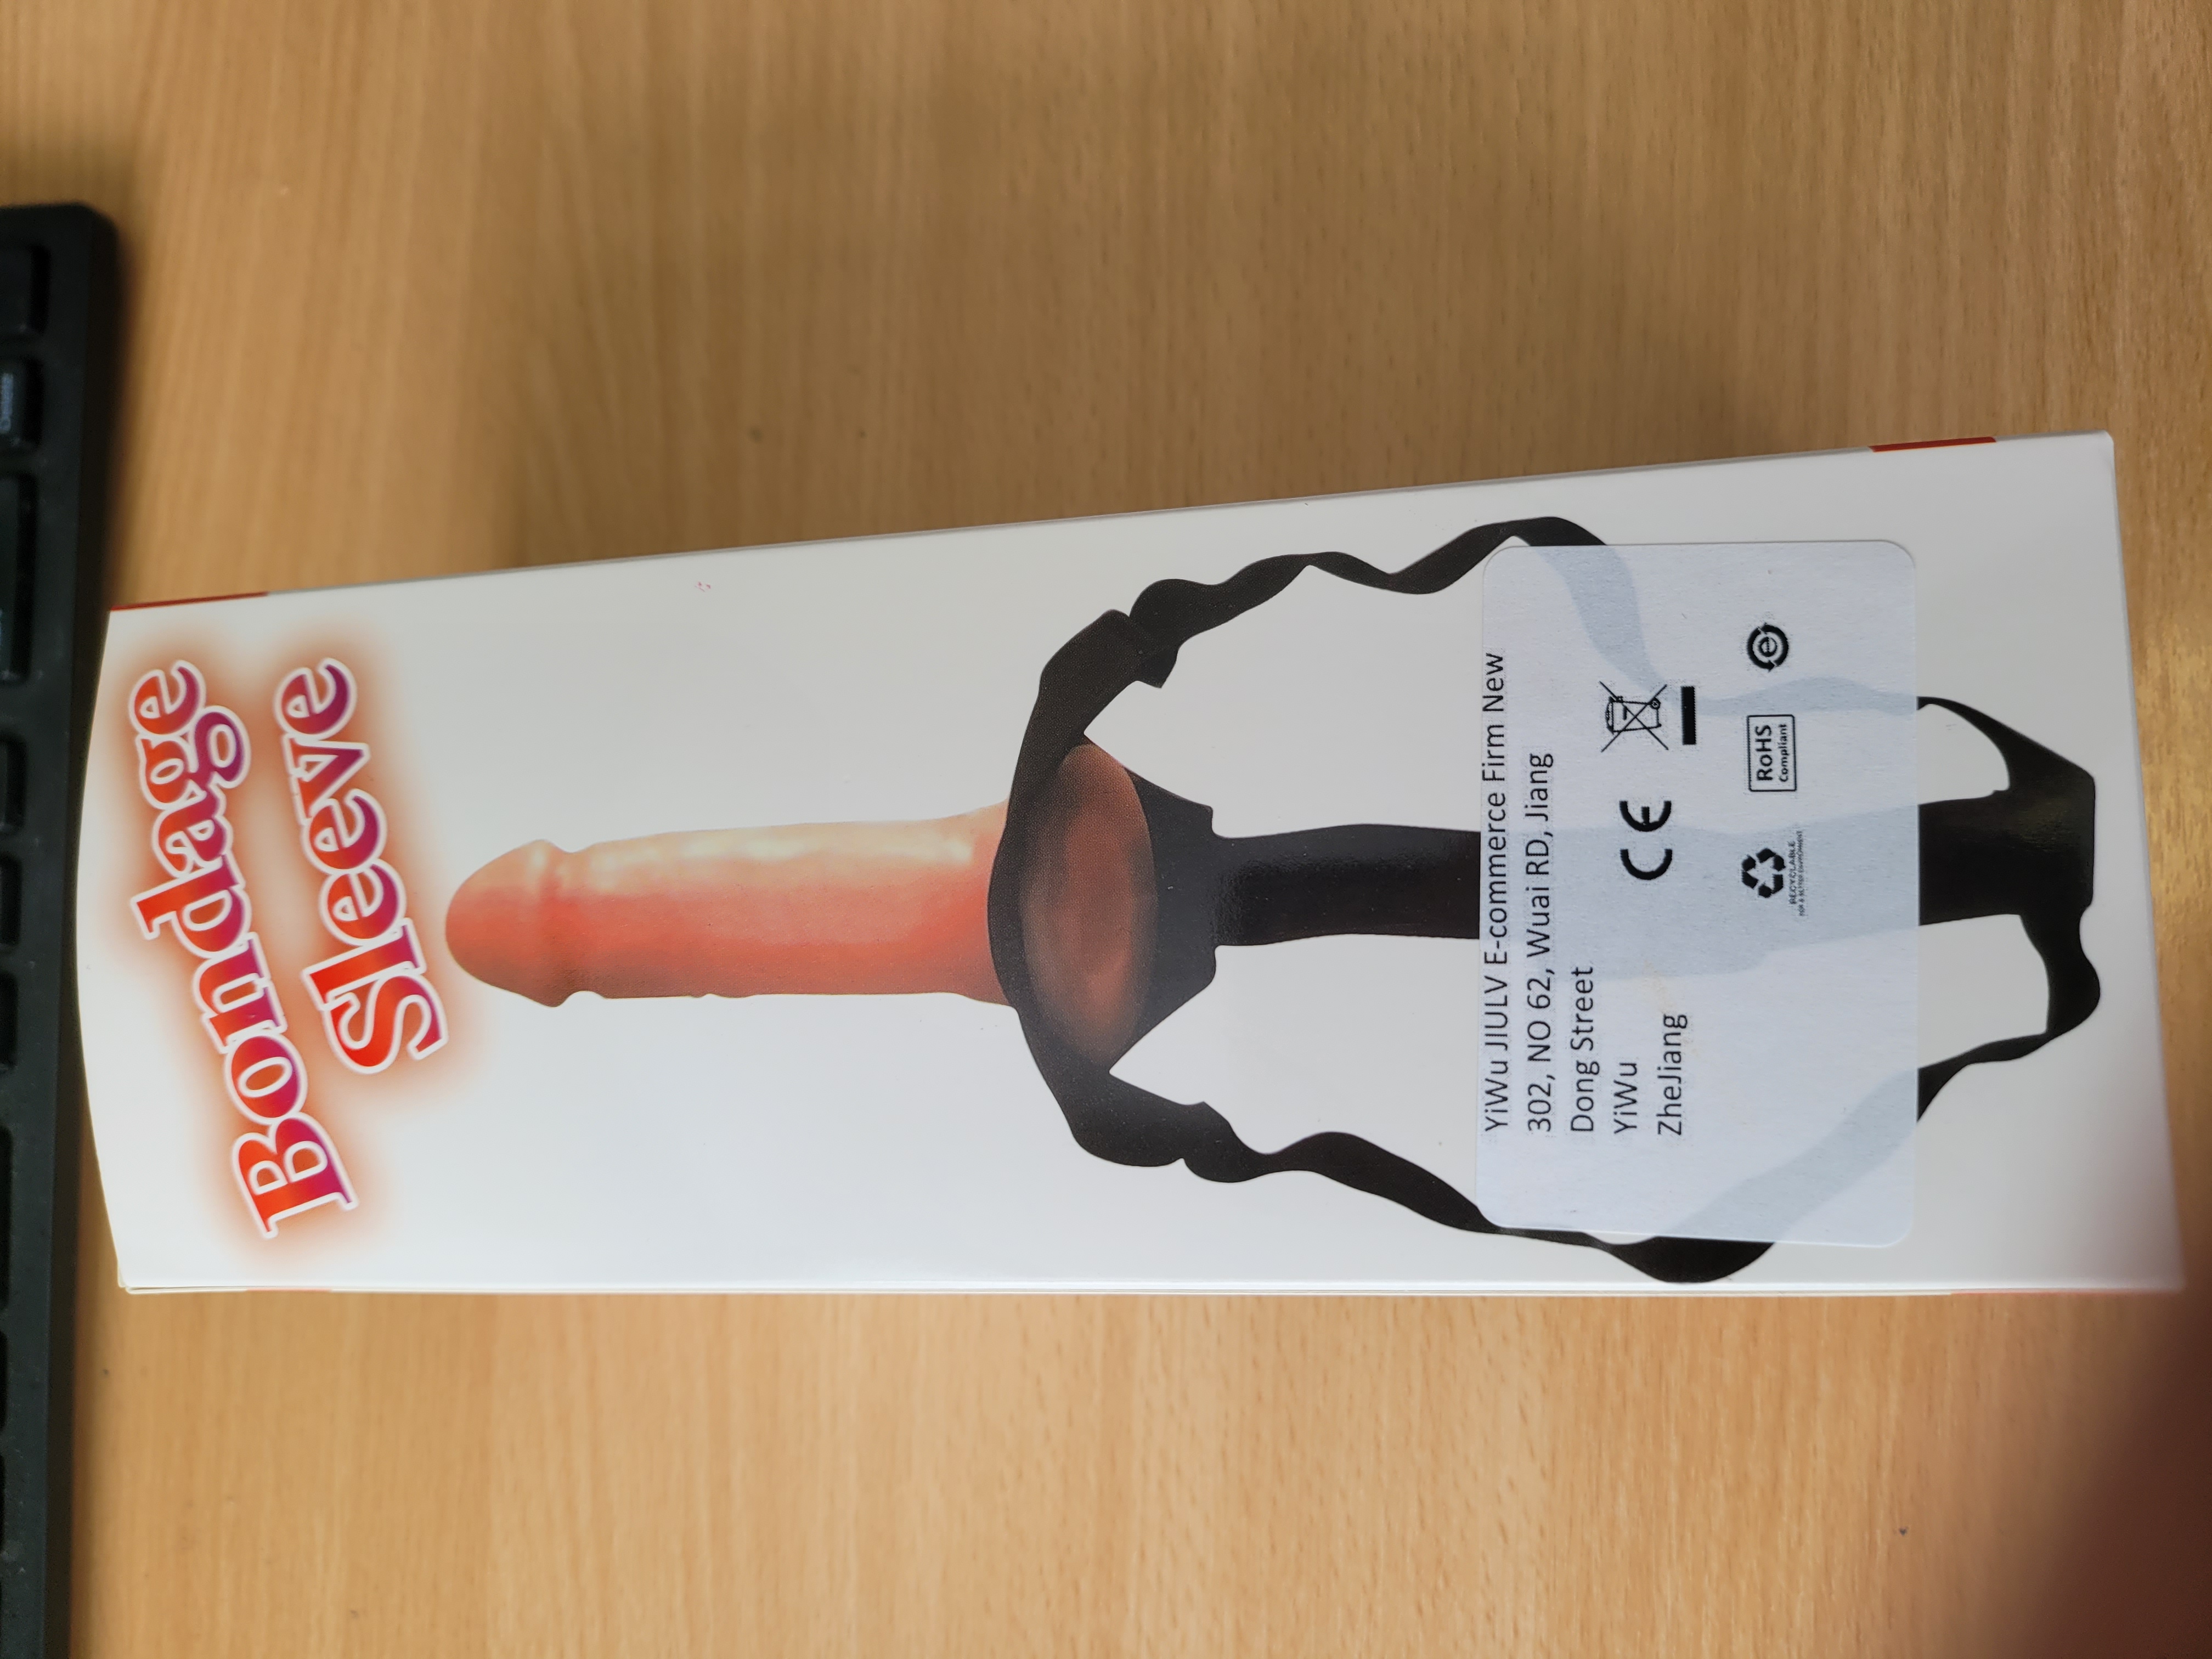 Bondage
Sleeve
YiWu JIULV E-commerce Firm New
302, NO 62, Wuai RD, Jiang
Dong Street
YiWu
ZheJiang
CE
RoHS
Compliant
RECYCLABLE
e